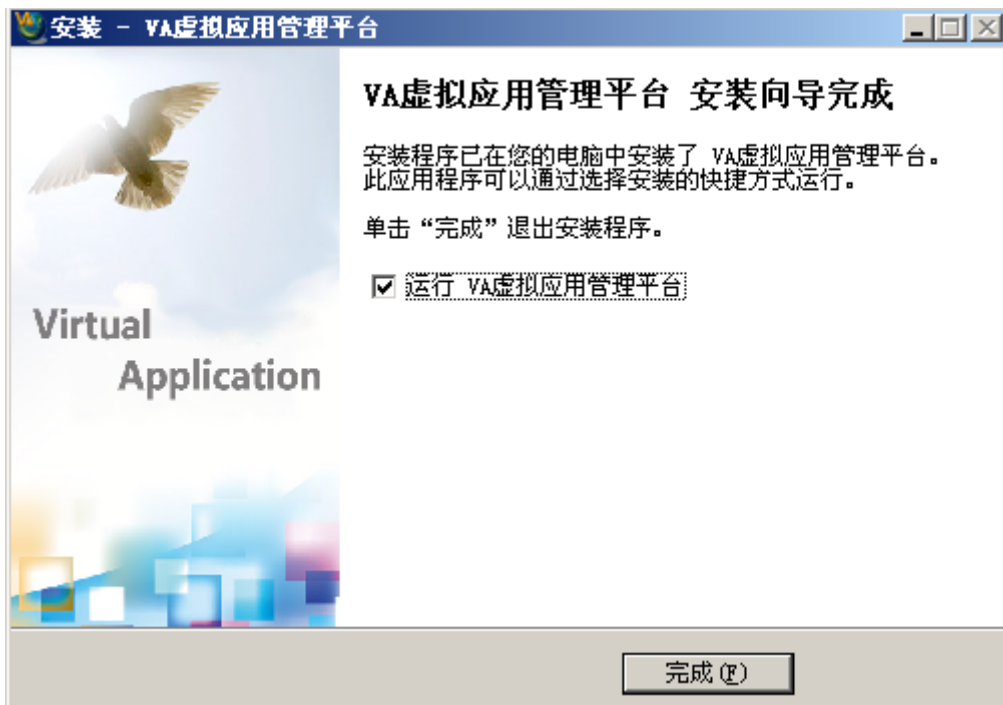 安装 - VA虚拟应用管理平台
VA虚拟应用管理平台 安装向导完成
安装程序已在您的电脑中安装了 VA虚拟应用管理平台。
此应用程序可以通过选择安装的快捷方式运行。
单击“完成”退出安装程序。
运行 VA虚拟应用管理平台
Virtual
Application
完成(F)